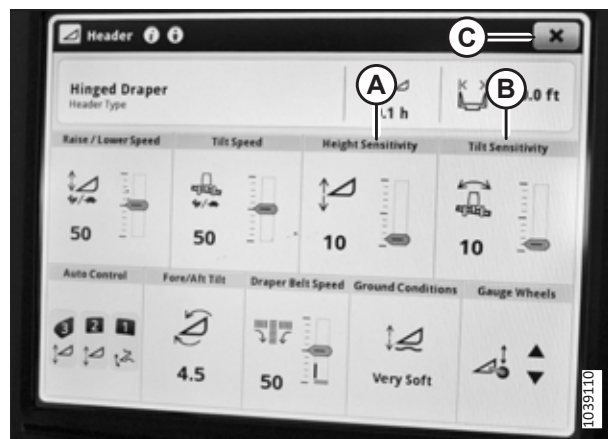 Header
C
Hinged Draper
Header Type
A
.1 h
B
.0 ft
Raise / Lower Speed
Tilt Speed
Height Sensitivity
Tilt Sensitivity
50
50
10
10
Auto Control
Fore/Aft Tilt
Draper Belt Speed
Ground Conditions
Gauge Wheels
3 2 1
4.5
50
Very Soft
1039110